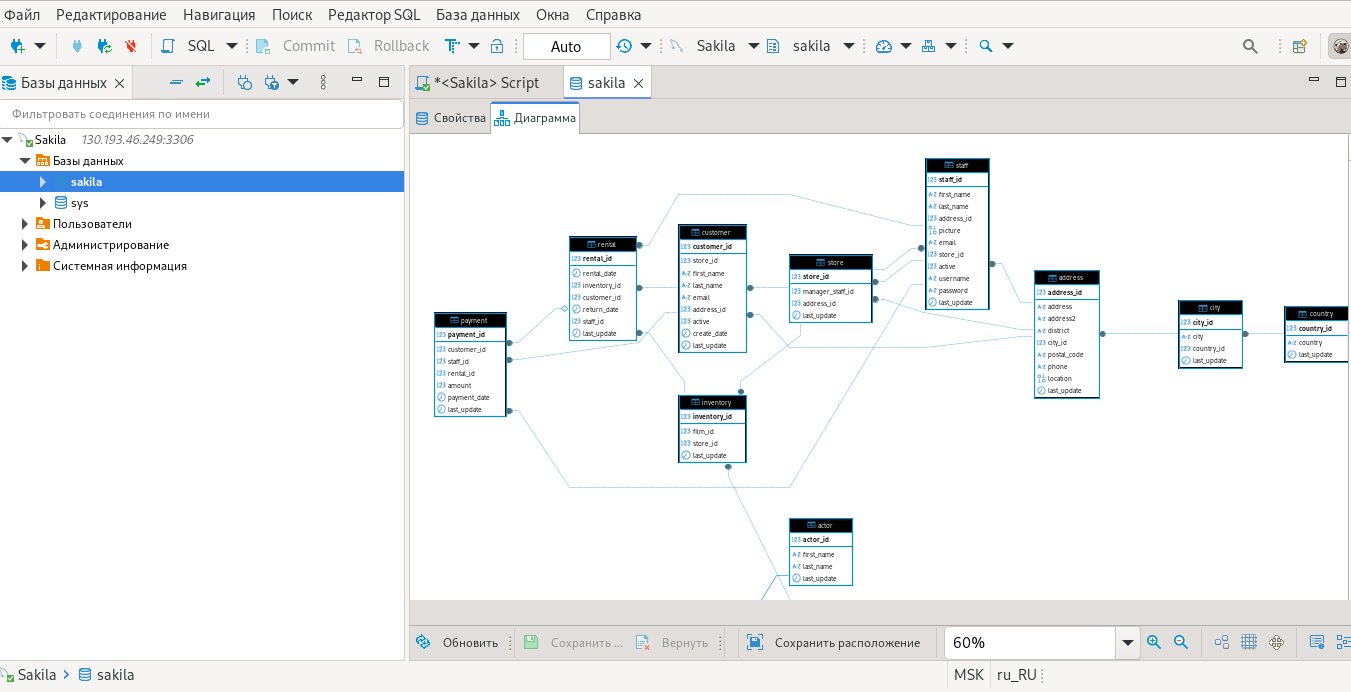 Файл Редактирование Навигация Поиск Редактор SQL База данных Окна Справка
SQL Commit Rollback Auto Sakila sakila
Базы данных
*<Sakila> Script
sakila
Фильтровать соединения по имени
Свойства
Диаграмма
Sakila 130.193.46.249:3306
Базы данных
sakila
sys
Пользователи
Администрирование
Системная информация
payment
payment_id
customer_id
staff_id
rental_id
amount
payment_date
last_update
rental
rental_id
rental_date
inventory_id
customer_id
return_date
staff_id
last_update
customer
customer_id
store_id
first_name
last_name
email
address_id
active
create_date
last_update
inventory
inventory_id
film_id
store_id
last_update
store
store_id
manager_staff_id
address_id
last_update
actor
actor_id
first_name
last_name
last_update
staff
staff_id
first_name
last_name
address_id
picture
email
store_id
active
username
password
last_update
address
address_id
address
address2
district
city_id
postal_code
phone
location
last_update
city
city_id
city
country_id
last_update
country
country_id
country
last_update
Обновить Сохранить ... Вернуть Сохранить расположение 60%
Sakila sakila MSK ru_RU